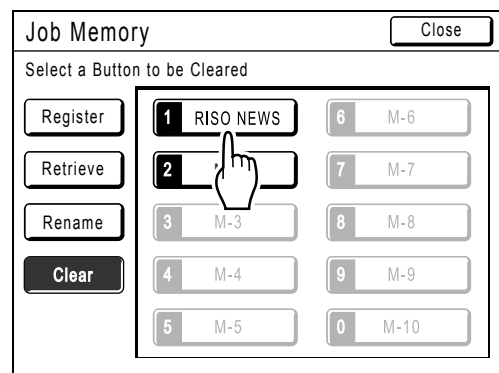 Job Memory
Close
Select a Button to be Cleared
Register
Retrieve
Rename
Clear
1 RISO NEWS
2
3 M-3
4 M-4
5 M-5
6 M-6
7 M-7
8 M-8
9 M-9
0 M-10